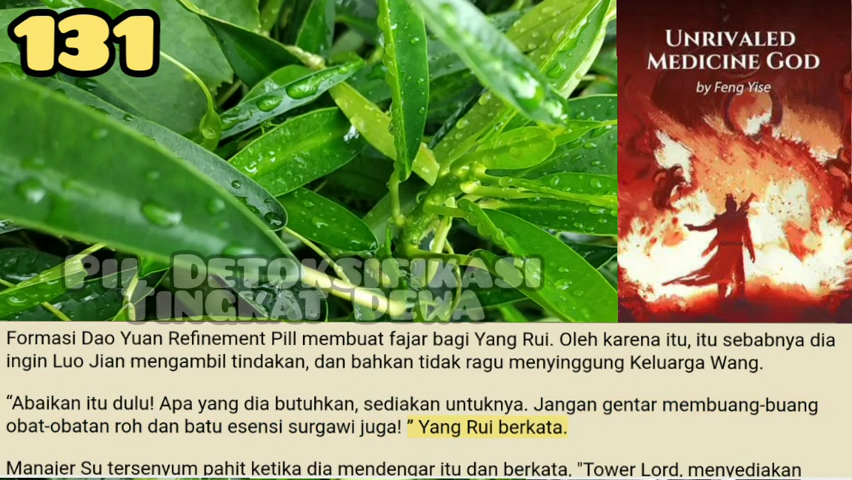 131
UNRIVALED
MEDICINE GOD
by Feng Yise
Pil Detoksifikasi
Tingkat Dewa
Formasi Dao Yuan Refinement Pill membuat fajar bagi Yang Rui. Oleh karena itu, itu sebabnya dia
ingin Luo Jian mengambil tindakan, dan bahkan tidak ragu menyinggung Keluarga Wang.
“Abaikan itu dulu! Apa yang dia butuhkan, sediakan untuknya. Jangan gentar membuang-buang
obat-obatan roh dan batu esensi surgawi juga! ” Yang Rui berkata.
Manajer Su tersenyum pahit ketika dia mendengar itu dan berkata, "Tower Lord, menyediakan